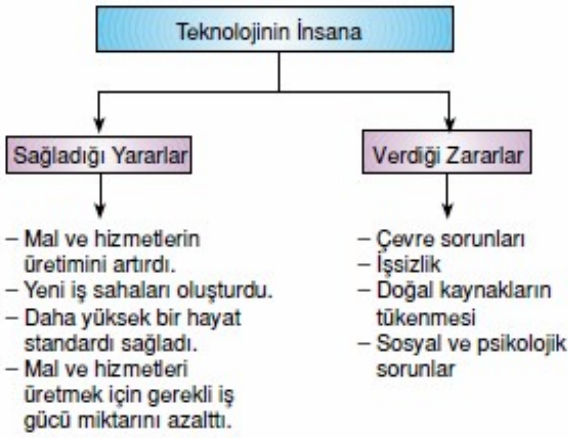 Teknolojinin İnsana
Sağladığı Yararlar
– Mal ve hizmetlerin
üretimini artırdı.
– Yeni iş sahaları oluşturdu.
– Daha yüksek bir hayat
standardı sağladı.
– Mal ve hizmetleri
üretmek için gerekli iş
gücü miktarını azalttı.
Verdiği Zararlar
– Çevre sorunları
– İşsizlik
– Doğal kaynakların
tükenmesi
– Sosyal ve psikolojik
sorunlar